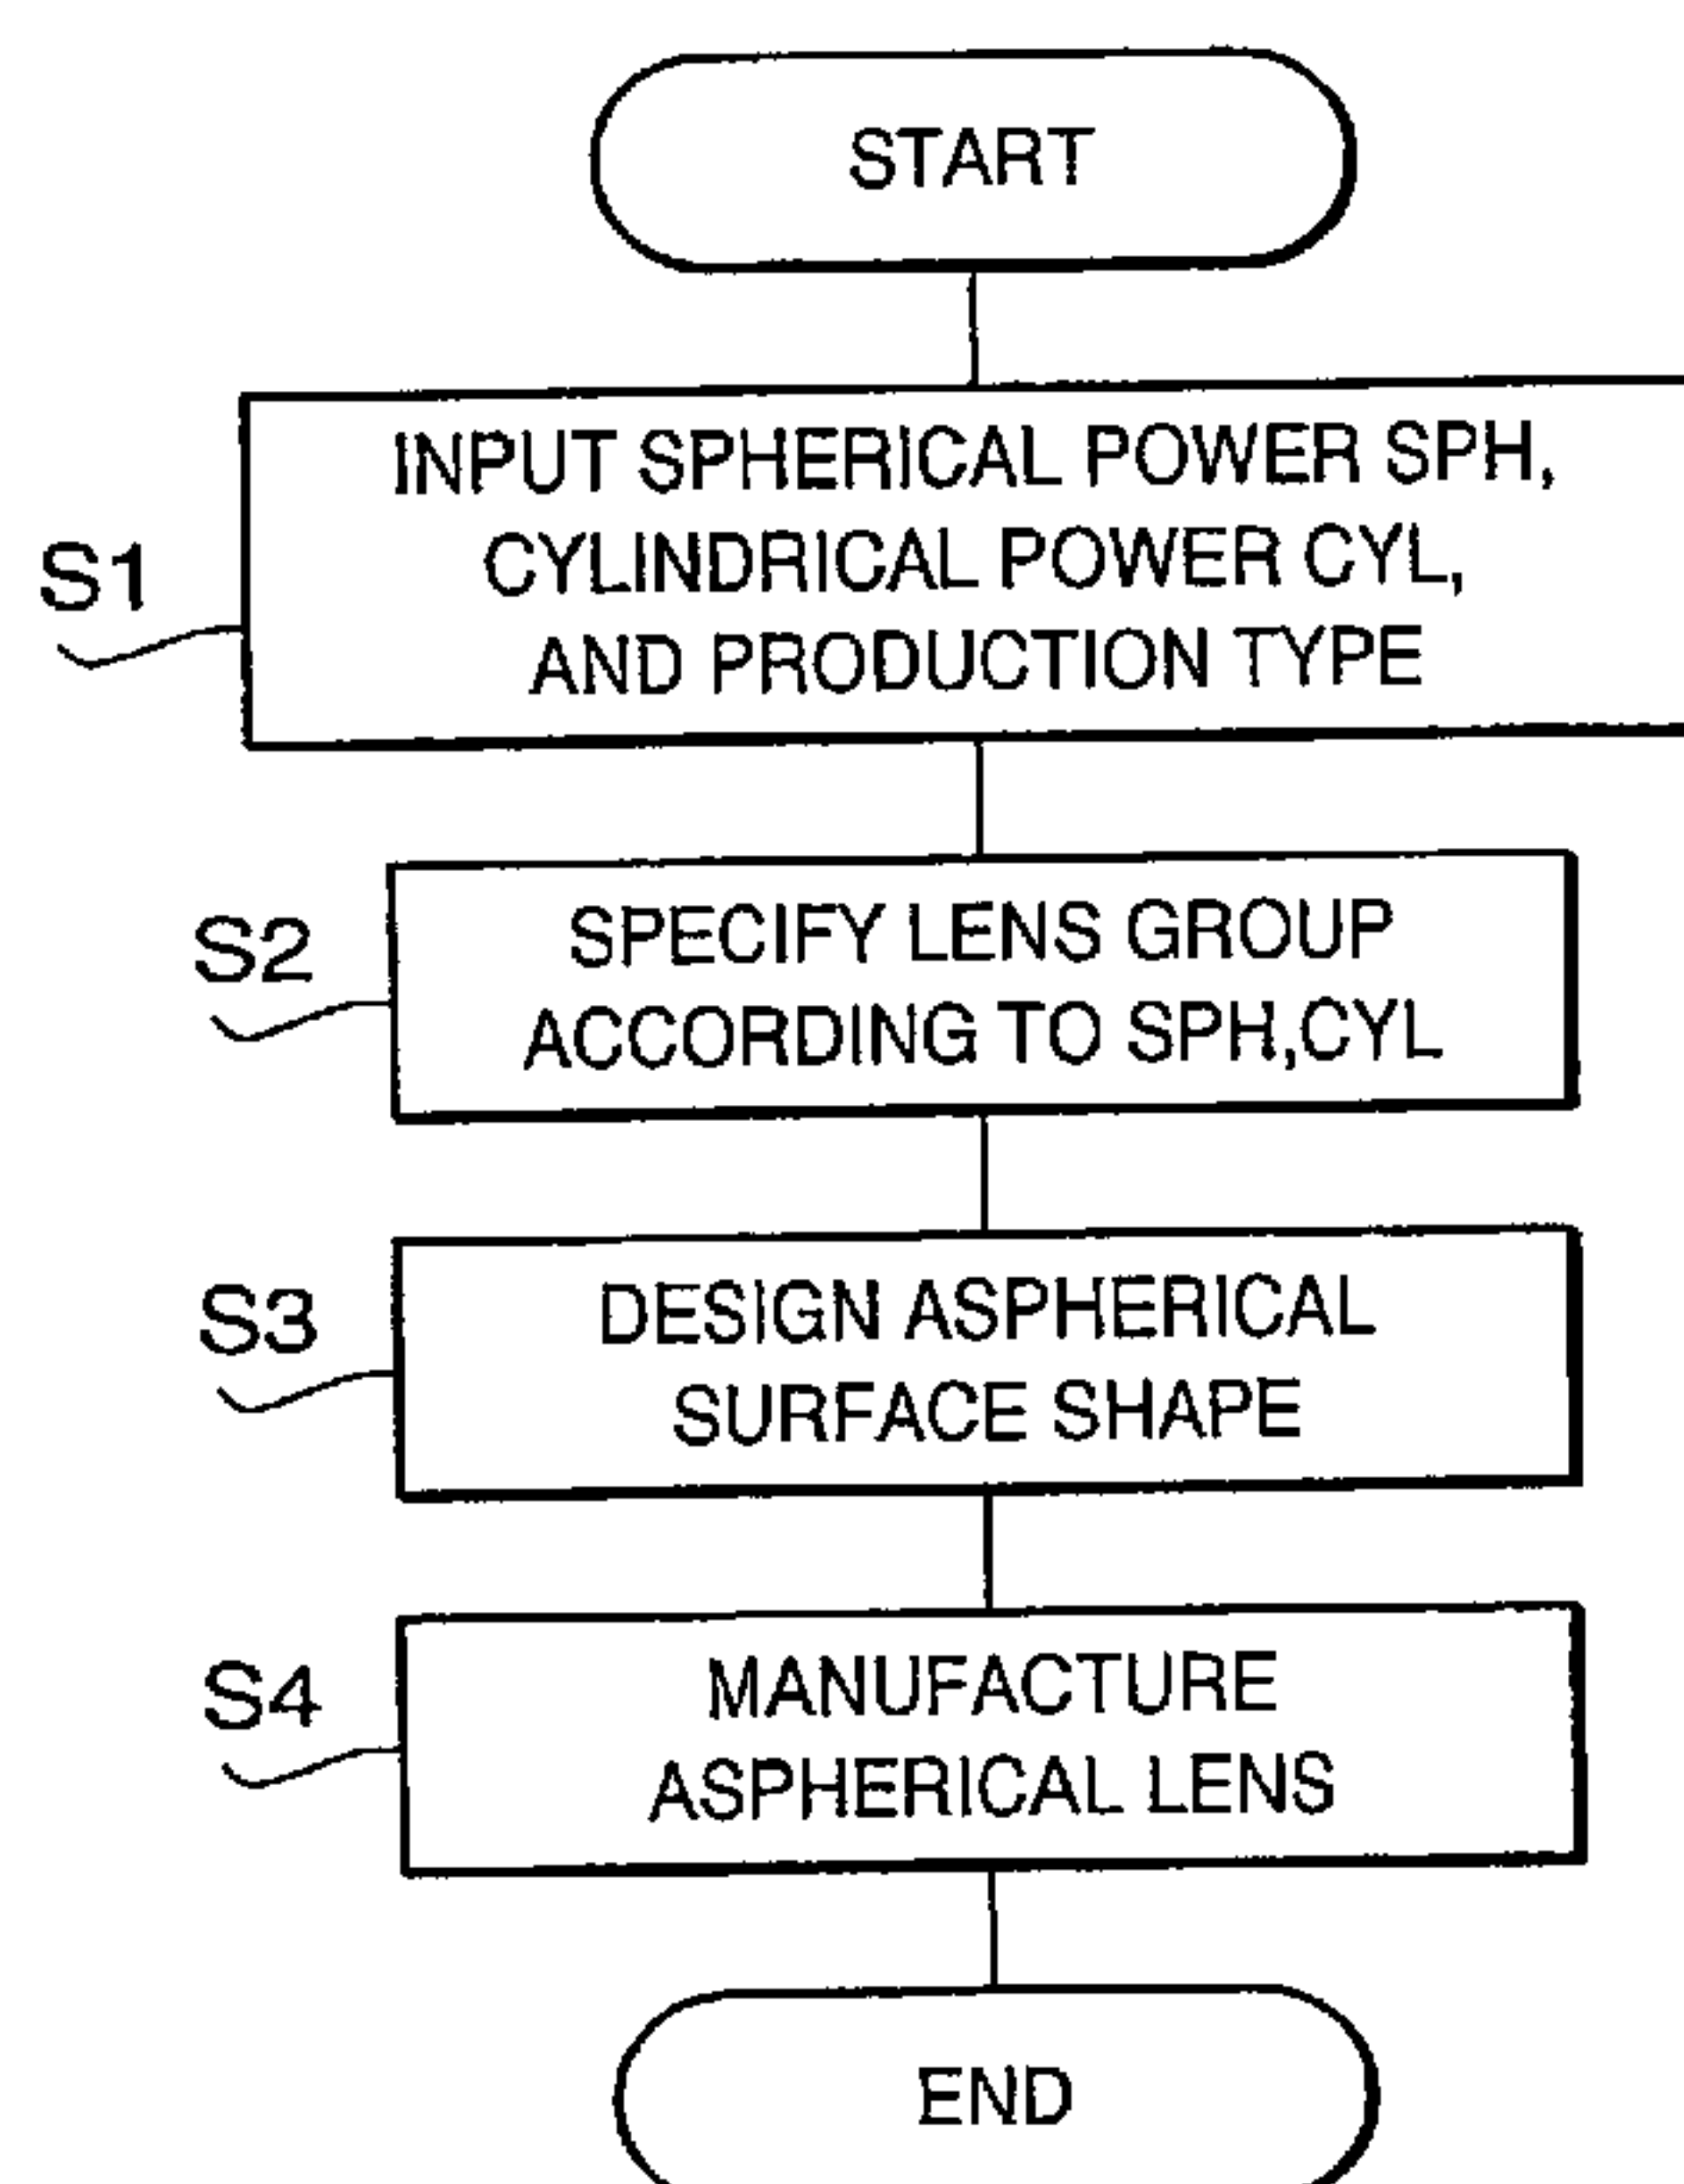 START
INPUT SPHERICAL POWER SPH,
CYLINDRICAL POWER CYL,
AND PRODUCTION TYPE
S1
SPECIFY LENS GROUP
ACCORDING TO SPH,CYL
S2
DESIGN ASPHERICAL
SURFACE SHAPE
S3
MANUFACTURE
ASPHERICAL LENS
S4
END